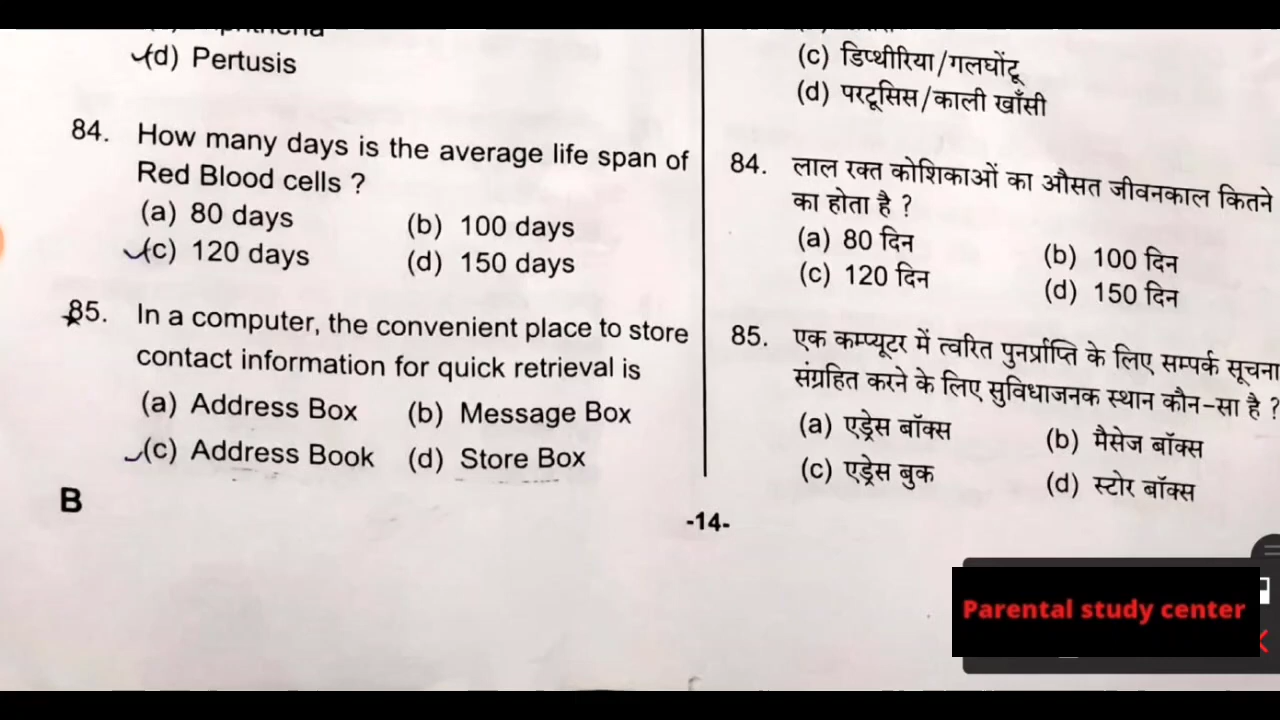 (d) Pertusis
84. How many days is the average life span of
Red Blood cells ?
(a) 80 days (b) 100 days
(c) 120 days (d) 150 days
85. In a computer, the convenient place to store
contact information for quick retrieval is
(a) Address Box (b) Message Box
(c) Address Book (d) Store Box
B
(c) डिप्थीरिया/गलघोंटू
(d) परटूसिस/काली खाँसी
84. लाल रक्त कोशिकाओं का औसत जीवनकाल कितने
का होता है ?
(a) 80 दिन (b) 100 दिन
(c) 120 दिन (d) 150 दिन
85. एक कम्प्यूटर में त्वरित पुनर्प्राप्ति के लिए सम्पर्क सूचना
संग्रहित करने के लिए सुविधाजनक स्थान कौन-सा है ?
(a) एड्रेस बॉक्स (b) मैसेज बॉक्स
(c) एड्रेस बुक (d) स्टोर बॉक्स
-14-
Parental study center